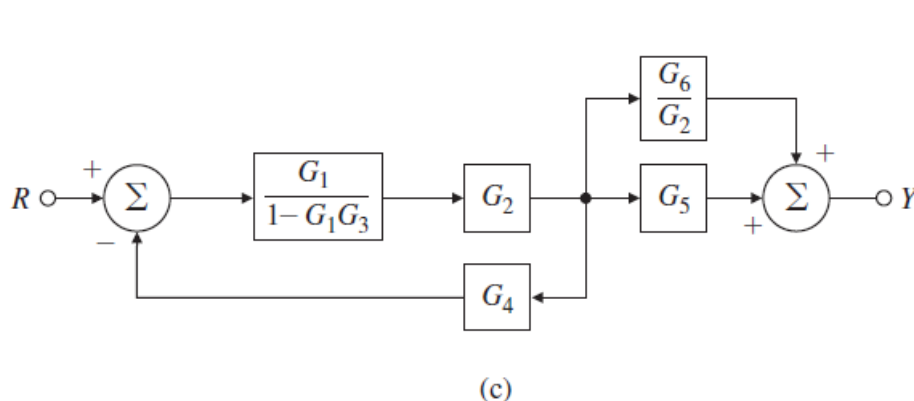 G6
G2
+
+
R
Σ
G1
1– G1G3
G2
G5
Σ
Y
–
+
G4
(c)